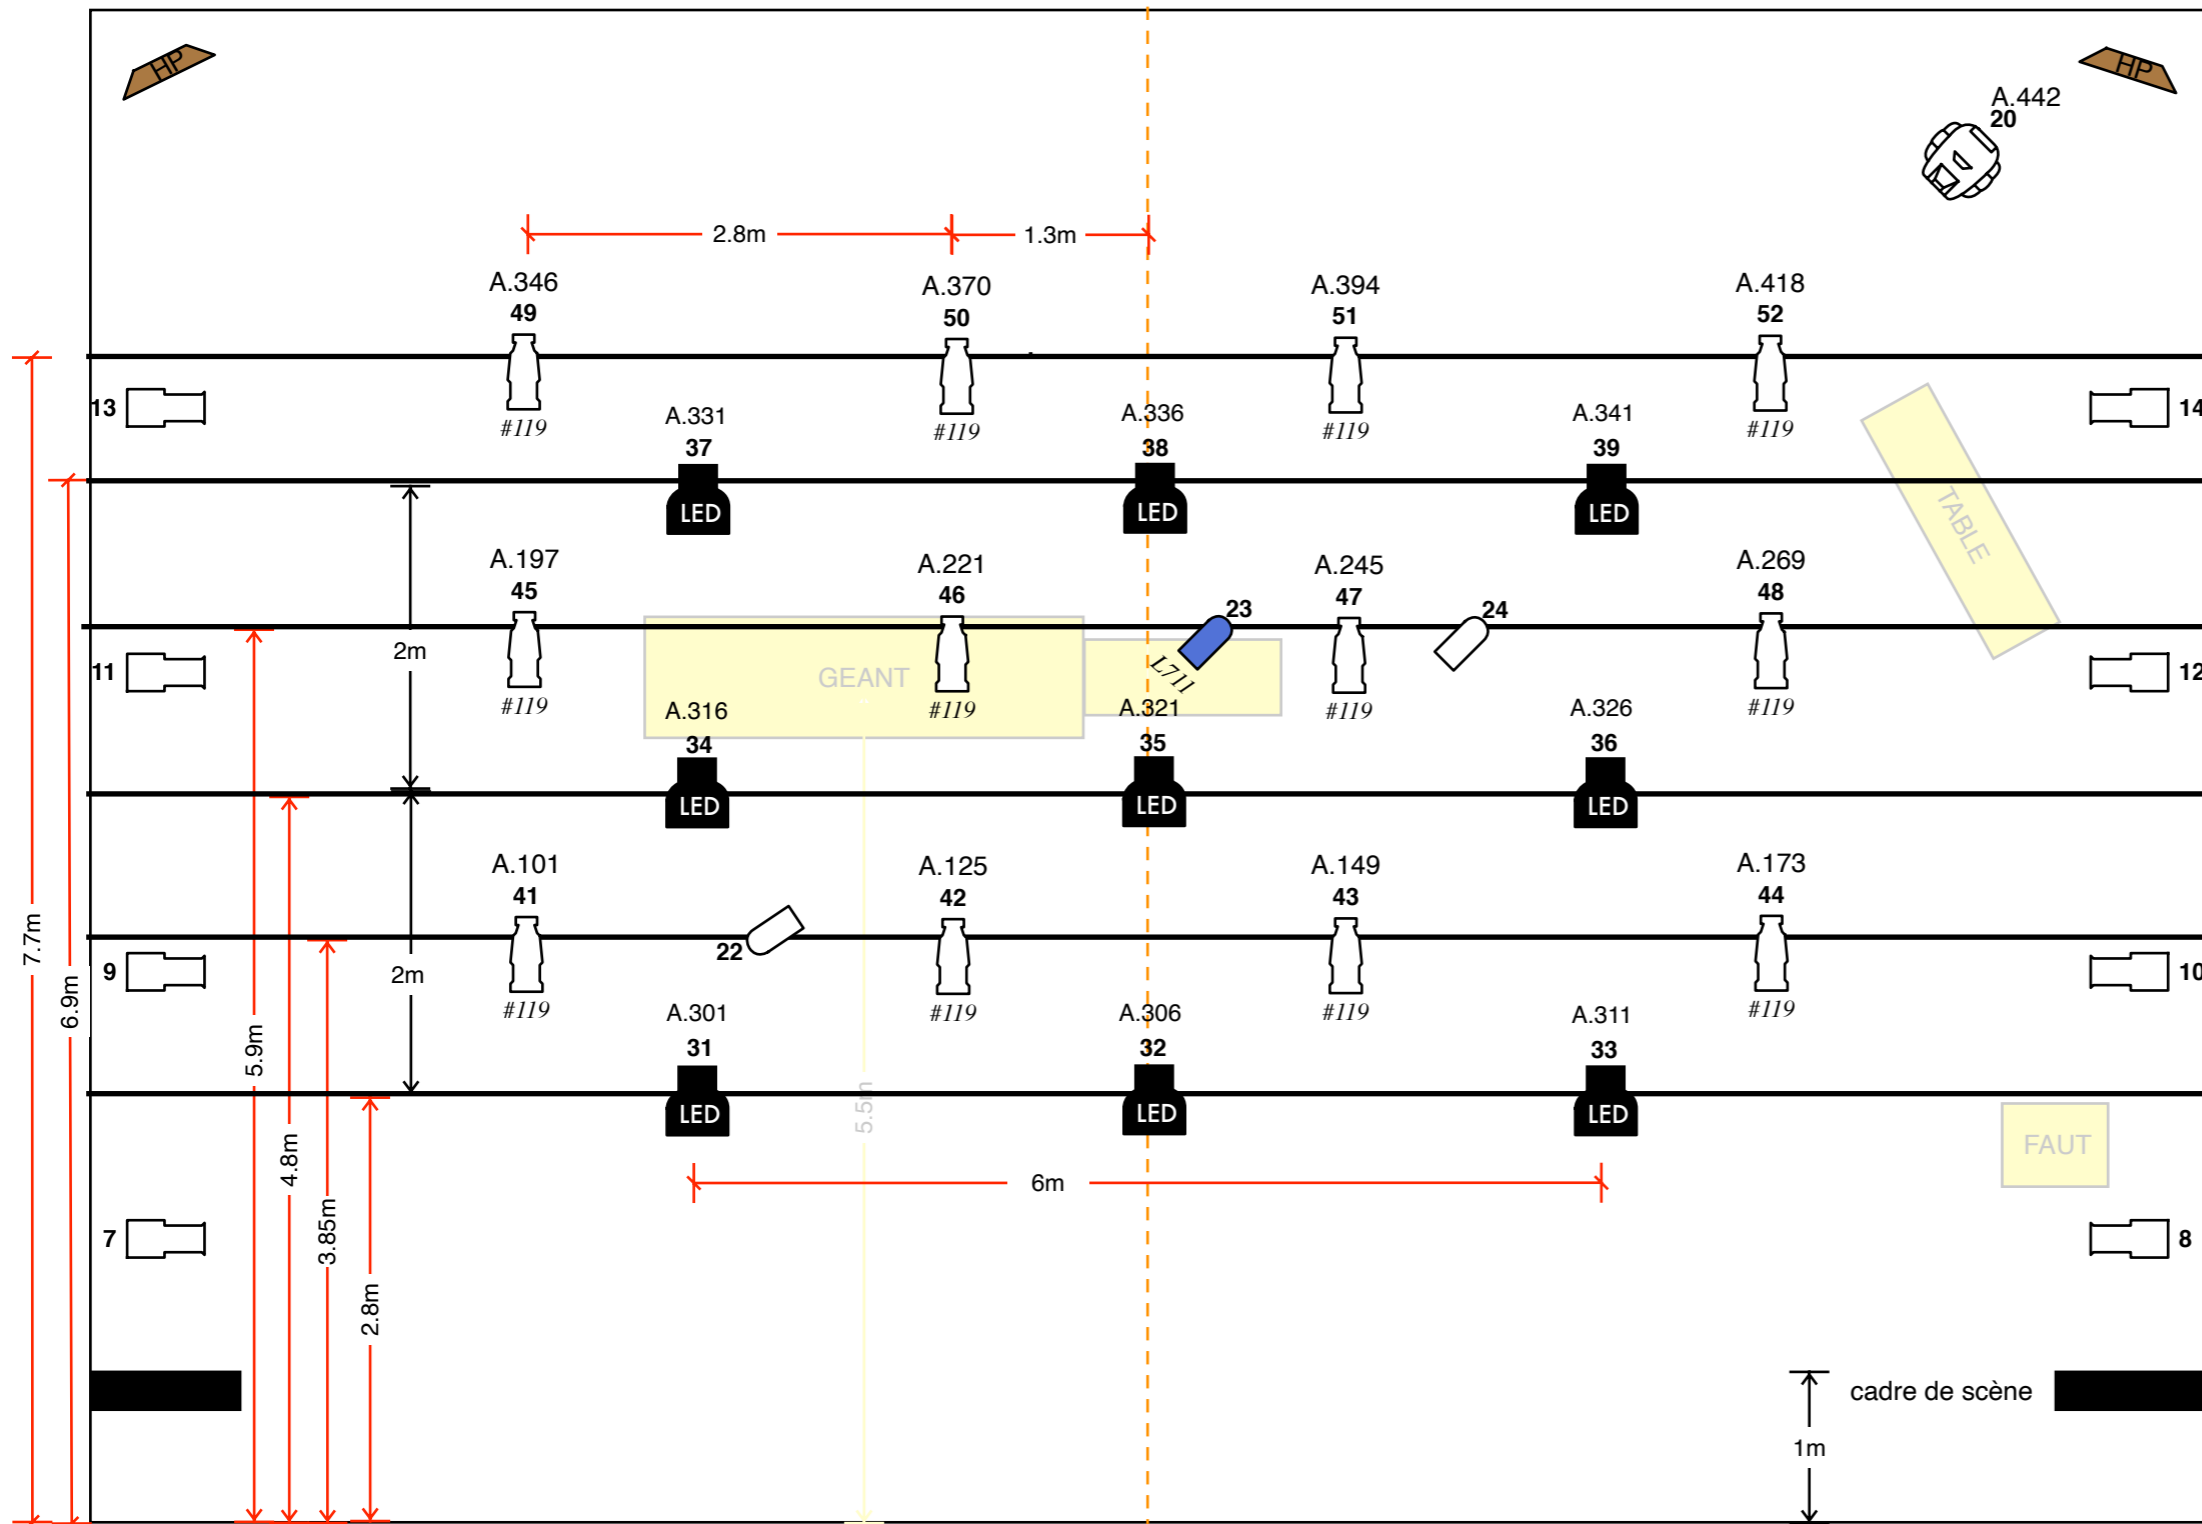 HP
HP
A.442
20
2.8m
1.3m
A.346
49
A.370
50
A.394
51
A.418
52
13
14
#119
#119
#119
#119
A.331
37
A.336
38
A.341
39
LED
LED
LED
TABLE
A.197
45
A.221
46
23
A.245
47
24
A.269
48
2m
11
12
GEANT
L711
#119
#119
#119
#119
A.316
34
A.321
35
A.326
36
LED
LED
LED
A.101
41
A.125
42
A.149
43
A.173
44
22
7.7m
6.9m
9
10
2m
#119
#119
#119
#119
5.9m
A.301
31
A.306
32
A.311
33
LED
LED
LED
5.5m
4.8m
FAUT
6m
3.85m
7
8
2.8m
cadre de scène
1m